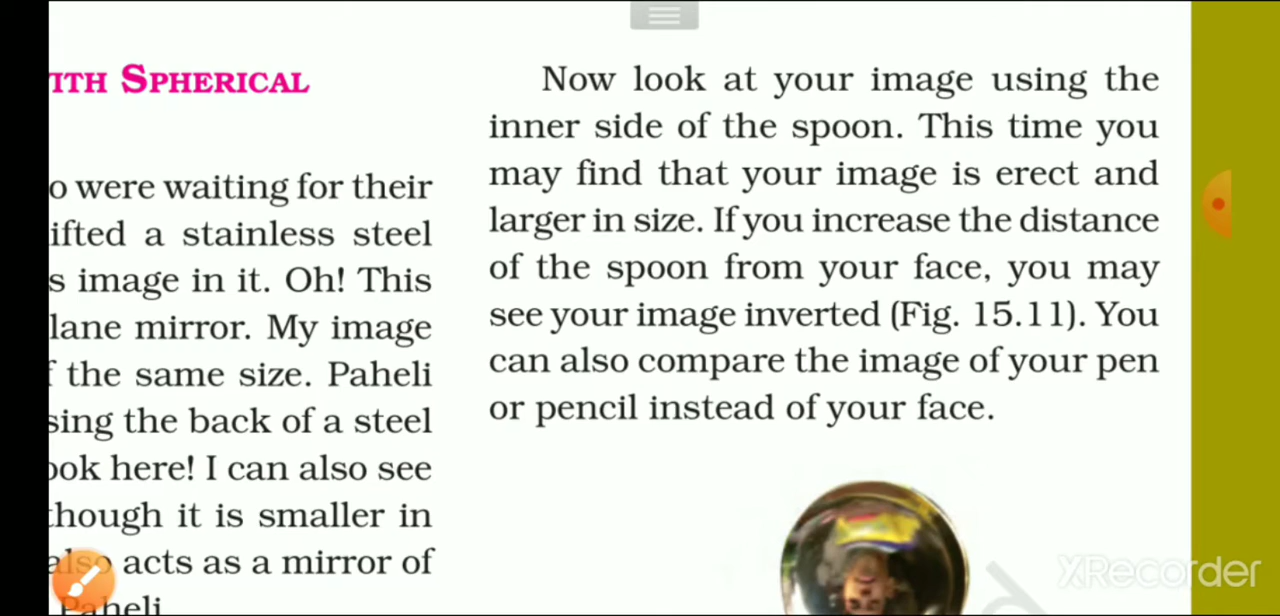 ITH SPHERICAL
o were waiting for their
ifted a stainless steel
s image in it. Oh! This
lane mirror. My image
the same size. Paheli
sing the back of a steel
ook here! I can also see
though it is smaller in
also acts as a mirror of
Paheli
Now look at your image using the
inner side of the spoon. This time you
may find that your image is erect and
larger in size. If you increase the distance
of the spoon from your face, you may
see your image inverted (Fig. 15.11). You
can also compare the image of your pen
or pencil instead of your face.
XRecorder